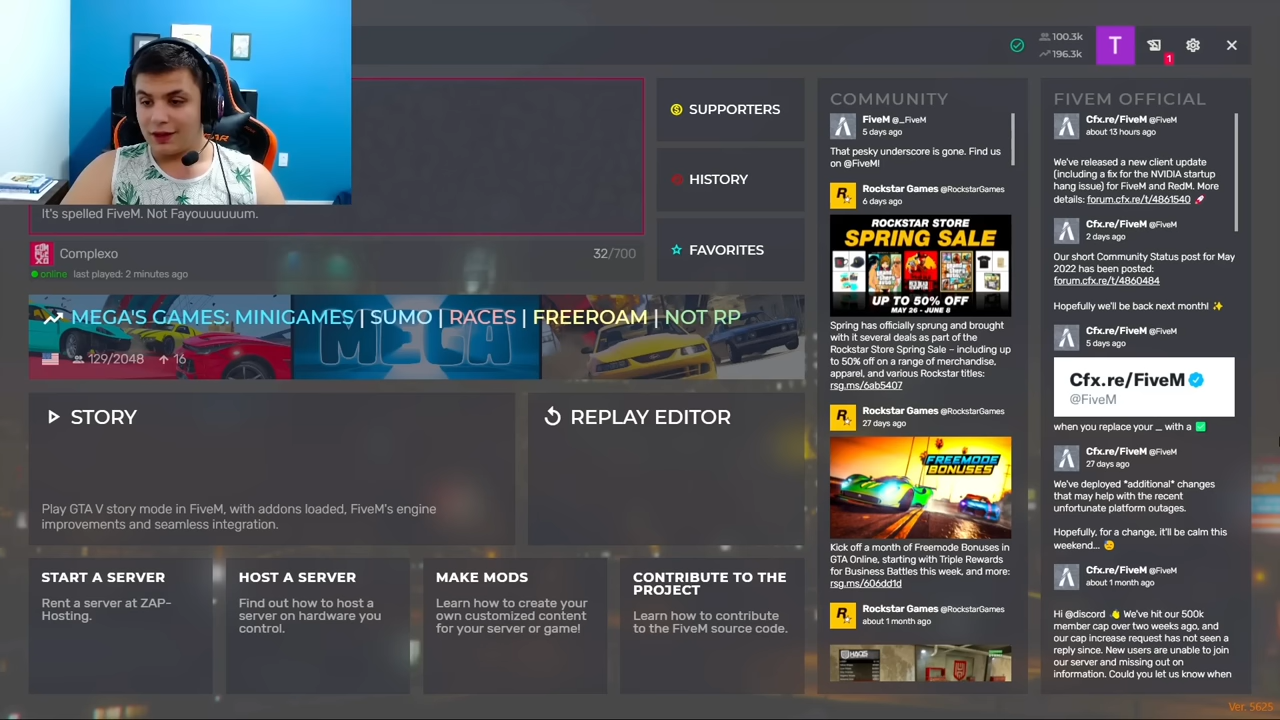 100.3k
196.3k
T
1
It's spelled FiveM. Not Fayouuuuuum.
Complexo
32/700
online last played: 2 minutes ago
SUPPORTERS
HISTORY
FAVORITES
MEGA'S GAMES: MINIGAMES | SUMO | RACES | FREEROAM | NOT RP
MEGA
129/2048 16
STORY
Play GTA V story mode in FiveM, with addons loaded, FiveM's engine
improvements and seamless integration.
REPLAY EDITOR
START A SERVER
Rent a server at ZAP-
Hosting.
HOST A SERVER
Find out how to host a
server on hardware you
control.
MAKE MODS
Learn how to create your
own customized content
for your server or game!
CONTRIBUTE TO THE
PROJECT
Learn how to contribute
to the FiveM source code.
COMMUNITY
FiveM @_FiveM
5 days ago
That pesky underscore is gone. Find us
on @FiveM!
Rockstar Games @RockstarGames
6 days ago
ROCKSTAR STORE
SPRING SALE
UP TO 50% OFF
MAY 26 - JUNE 8
Spring has officially sprung and brought
with it several deals as part of the
Rockstar Store Spring Sale – including up
to 50% off on a range of merchandise,
apparel, and various Rockstar titles:
rsg.ms/6ab5407
Rockstar Games @RockstarGames
27 days ago
FREEMODE
BONUSES
Kick off a month of Freemode Bonuses in
GTA Online, starting with Triple Rewards
for Business Battles this week, and more:
rsg.ms/606dd1d
Rockstar Games @RockstarGames
about 1 month ago
FIVEM OFFICIAL
Cfx.re/FiveM @FiveM
about 13 hours ago
We've released a new client update
(including a fix for the NVIDIA startup
hang issue) for FiveM and RedM. More
details: forum.cfx.re/t/4861540 🚀
Cfx.re/FiveM @FiveM
2 days ago
Our short Community Status post for May
2022 has been posted:
forum.cfx.re/t/4860484
Hopefully we'll be back next month! ✨
Cfx.re/FiveM @FiveM
5 days ago
Cfx.re/FiveM
@FiveM
when you replace your _ with a ✅
Cfx.re/FiveM @FiveM
27 days ago
We've deployed *additional* changes
that may help with the recent
unfortunate platform outages.
Hopefully, for a change, it'll be calm this
weekend... 😓
Cfx.re/FiveM @FiveM
about 1 month ago
Hi @discord 👋 We've hit our 500k
member cap over two weeks ago, and
our cap increase request has not seen a
reply since. New users are unable to join
our server and missing out on
information. Could you let us know when
Ver. 5625